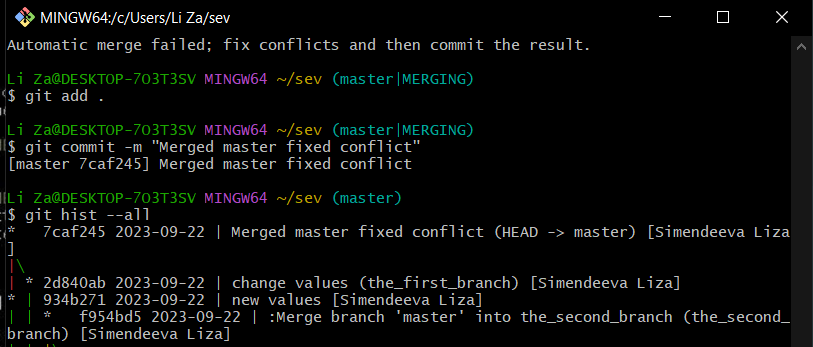 MINGW64:/c/Users/Li Za/sev
Automatic merge failed; fix conflicts and then commit the result.
Li Za@DESKTOP-7O3T3SV MINGW64 ~/sev (master|MERGING)
$ git add .
Li Za@DESKTOP-7O3T3SV MINGW64 ~/sev (master|MERGING)
$ git commit -m "Merged master fixed conflict"
[master 7caf245] Merged master fixed conflict
Li Za@DESKTOP-7O3T3SV MINGW64 ~/sev (master)
$ git hist --all
*   7caf245 2023-09-22 | Merged master fixed conflict (HEAD -> master) [Simendeeva Liza
]
|\
| * 2d840ab 2023-09-22 | change values (the_first_branch) [Simendeeva Liza]
* | 934b271 2023-09-22 | new values [Simendeeva Liza]
| | *   f954bd5 2023-09-22 | :Merge branch 'master' into the_second_branch (the_second_
branch) [Simendeeva Liza]